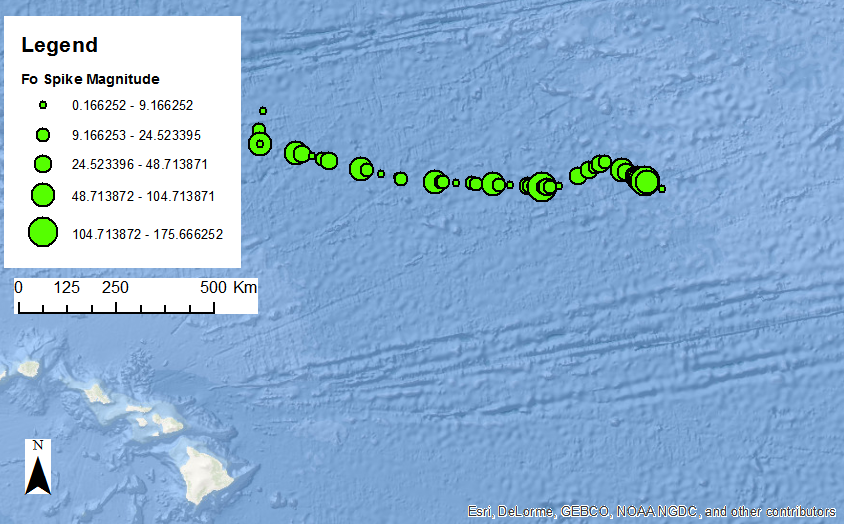 Legend
Fo Spike Magnitude
0.166252 - 9.166252
9.166253 - 24.523395
24.523396 - 48.713871
48.713872 - 104.713871
104.713872 - 175.666252
0 125 250 500 Km
N
Esri, DeLorme, GEBCO, NOAA NGDC, and other contributors